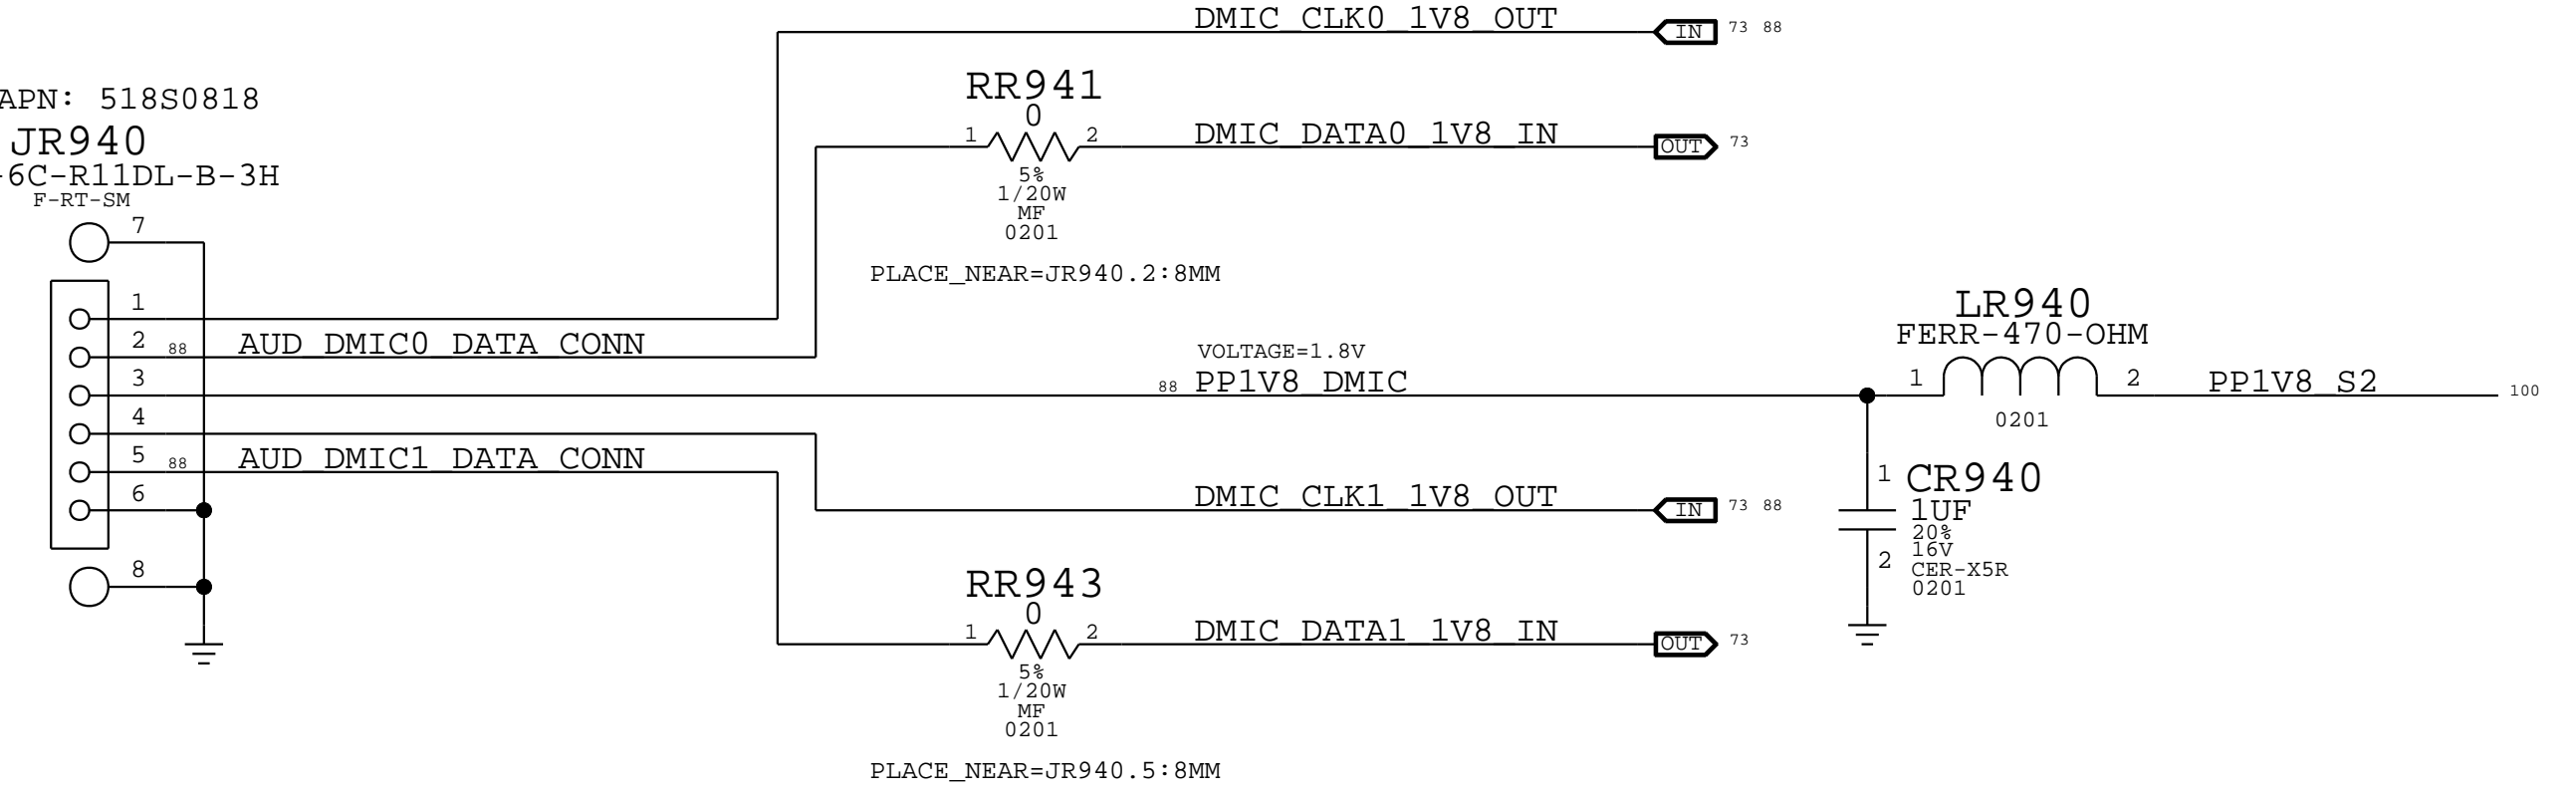 DMIC_CLK0_1V8_OUT
IN 73 88
APN: 518S0818
JR940
-6C-R11DL-B-3H
F-RT-SM
RR941
0
1 2
5%
1/20W
MF
0201
DMIC_DATA0_1V8_IN
OUT 73
PLACE_NEAR=JR940.2:8MM
7
1
2 88 AUD_DMIC0_DATA_CONN
3
4
5 88 AUD_DMIC1_DATA_CONN
6
8
VOLTAGE=1.8V
88 PP1V8_DMIC
LR940
FERR-470-OHM
1 2
0201
PP1V8_S2 100
DMIC_CLK1_1V8_OUT
IN 73 88
1 CR940
1UF
20%
16V
2
CER-X5R
0201
RR943
0
1 2
5%
1/20W
MF
0201
DMIC_DATA1_1V8_IN
OUT 73
PLACE_NEAR=JR940.5:8MM